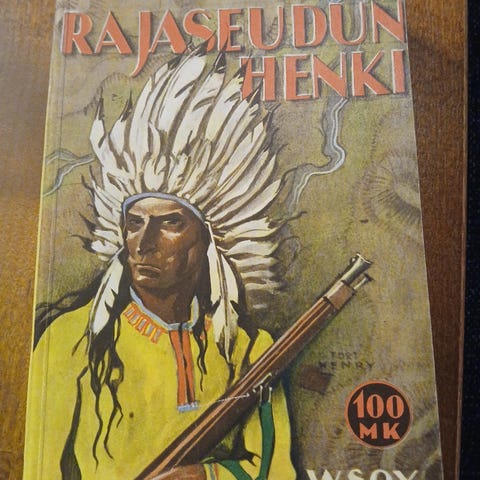 RAJASEUDUN
HENKI
FORT
HENRY
100
MK
WSOY